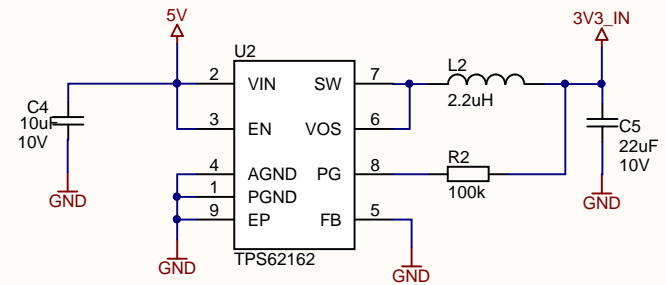 5V
3V3_IN
U2
L2
2 VIN SW 7
2.2uH
C4
10uF
10V
3 EN VOS 6
C5
22uF
10V
4 AGND PG 8
R2
100k
1 PGND
9 EP FB 5
GND
GND
TPS62162
GND
GND